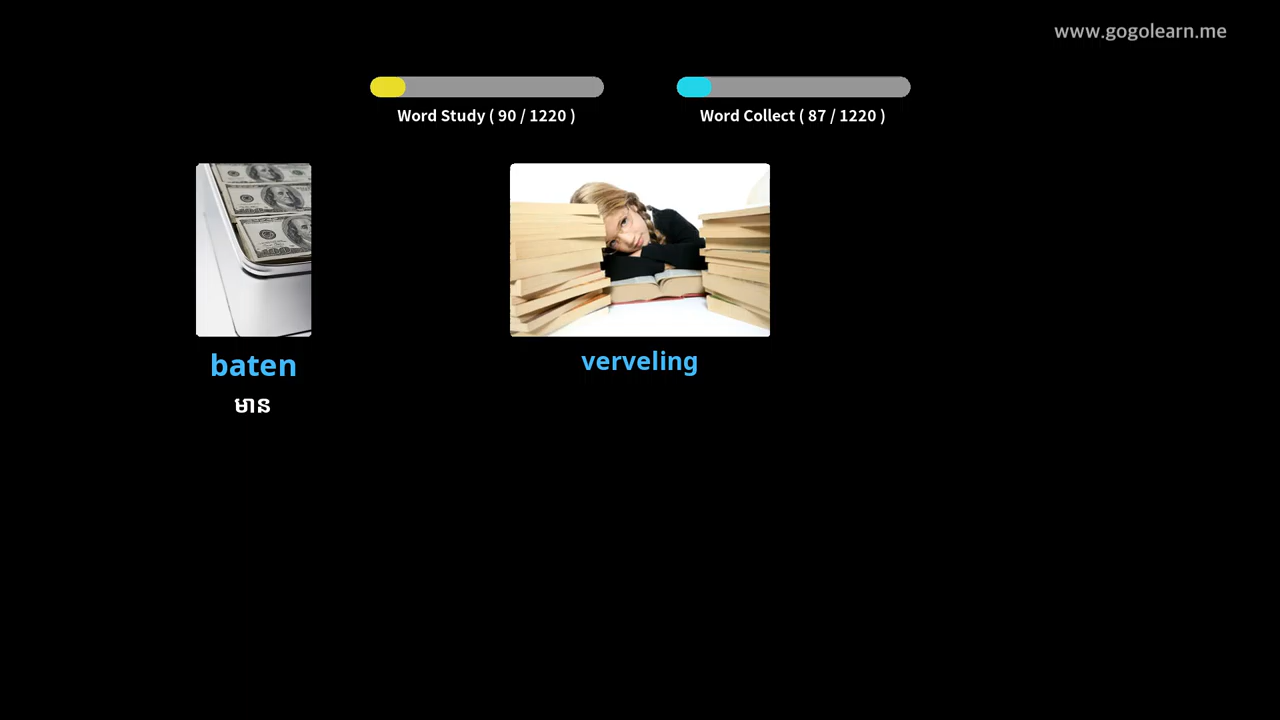 www.gogolearn.me
Word Study ( 90 / 1220 )
Word Collect ( 87 / 1220 )
baten
មាន
verveling